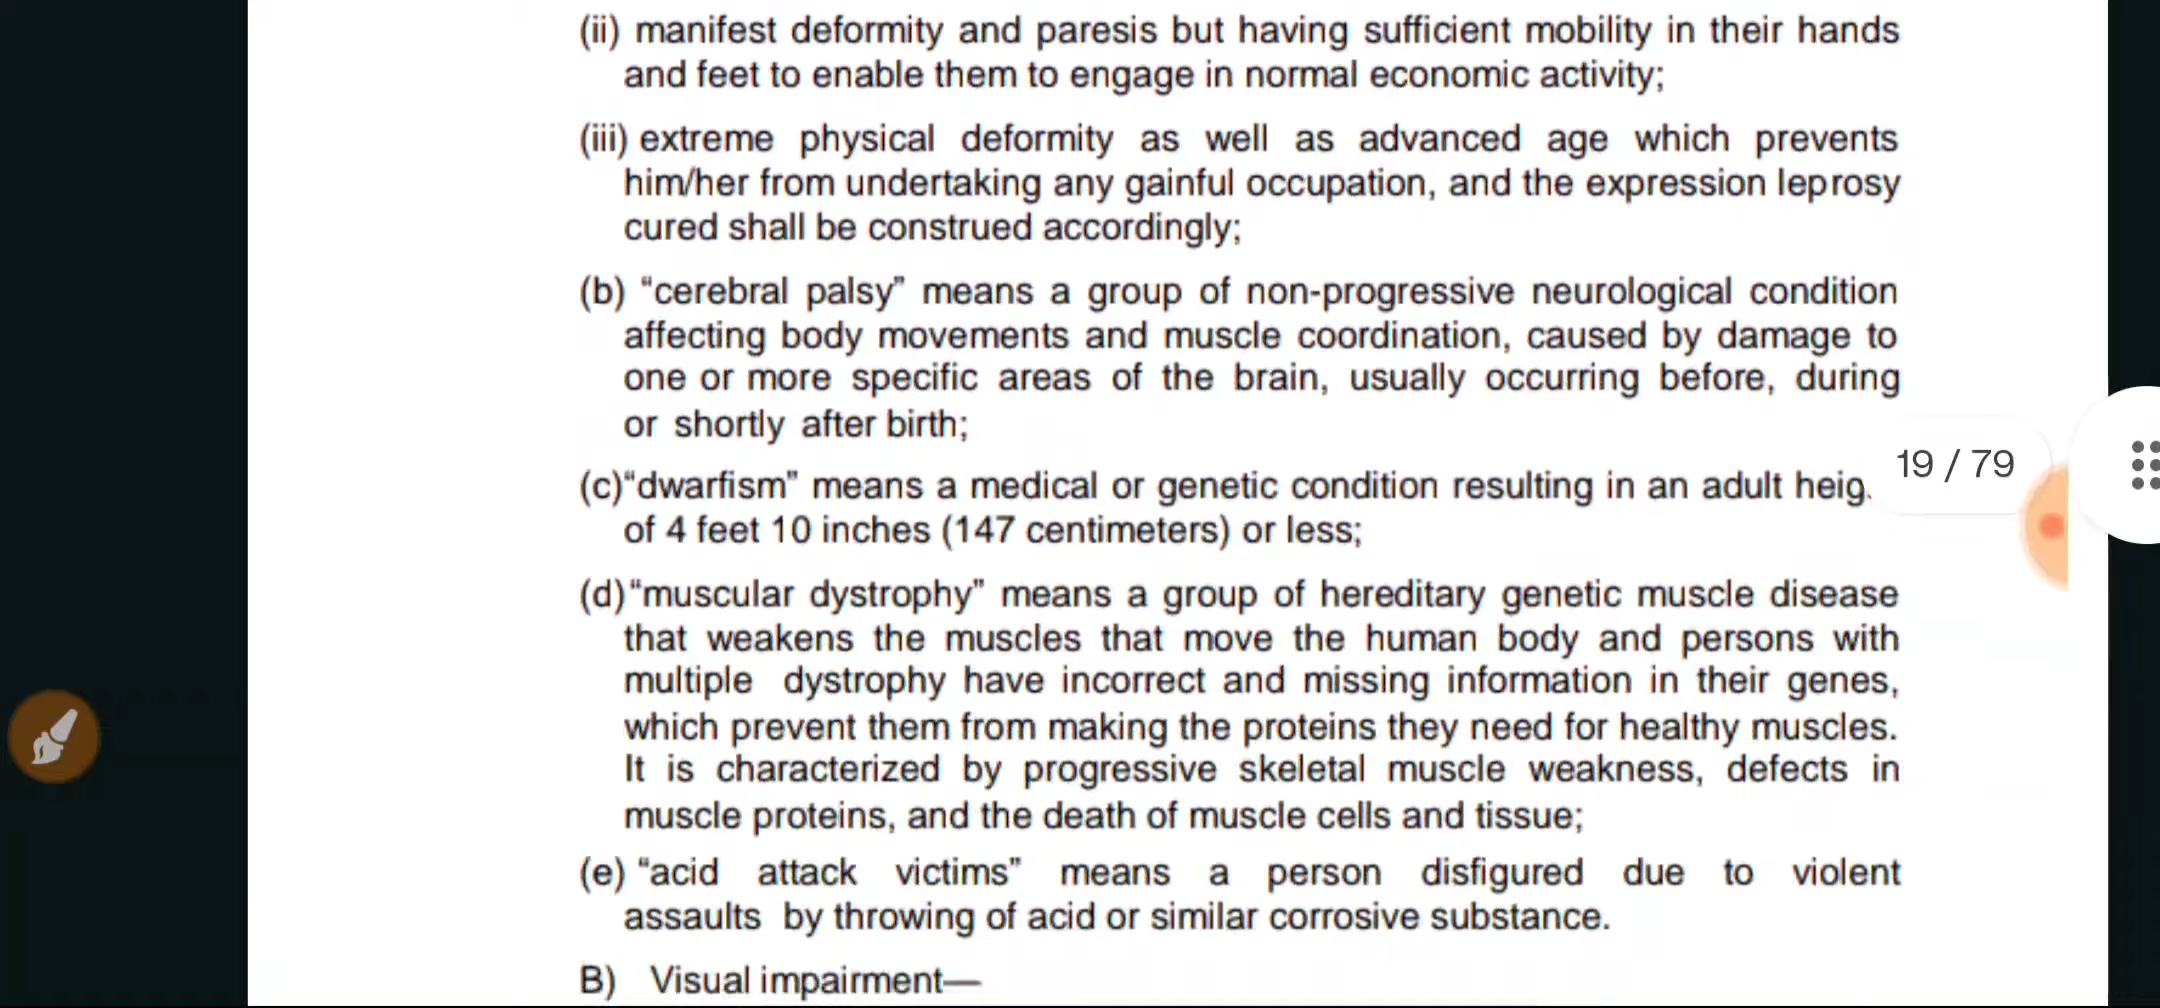 (ii) manifest deformity and paresis but having sufficient mobility in their hands
and feet to enable them to engage in normal economic activity;
(iii) extreme physical deformity as well as advanced age which prevents
him/her from undertaking any gainful occupation, and the expression leprosy
cured shall be construed accordingly;
(b) “cerebral palsy” means a group of non-progressive neurological condition
affecting body movements and muscle coordination, caused by damage to
one or more specific areas of the brain, usually occurring before, during
or shortly after birth;
(c)“dwarfism” means a medical or genetic condition resulting in an adult heig
of 4 feet 10 inches (147 centimeters) or less;
19 / 79
(d)“muscular dystrophy” means a group of hereditary genetic muscle disease
that weakens the muscles that move the human body and persons with
multiple dystrophy have incorrect and missing information in their genes,
which prevent them from making the proteins they need for healthy muscles.
It is characterized by progressive skeletal muscle weakness, defects in
muscle proteins, and the death of muscle cells and tissue;
(e) “acid attack victims” means a person disfigured due to violent
assaults by throwing of acid or similar corrosive substance.
B) Visual impairment—